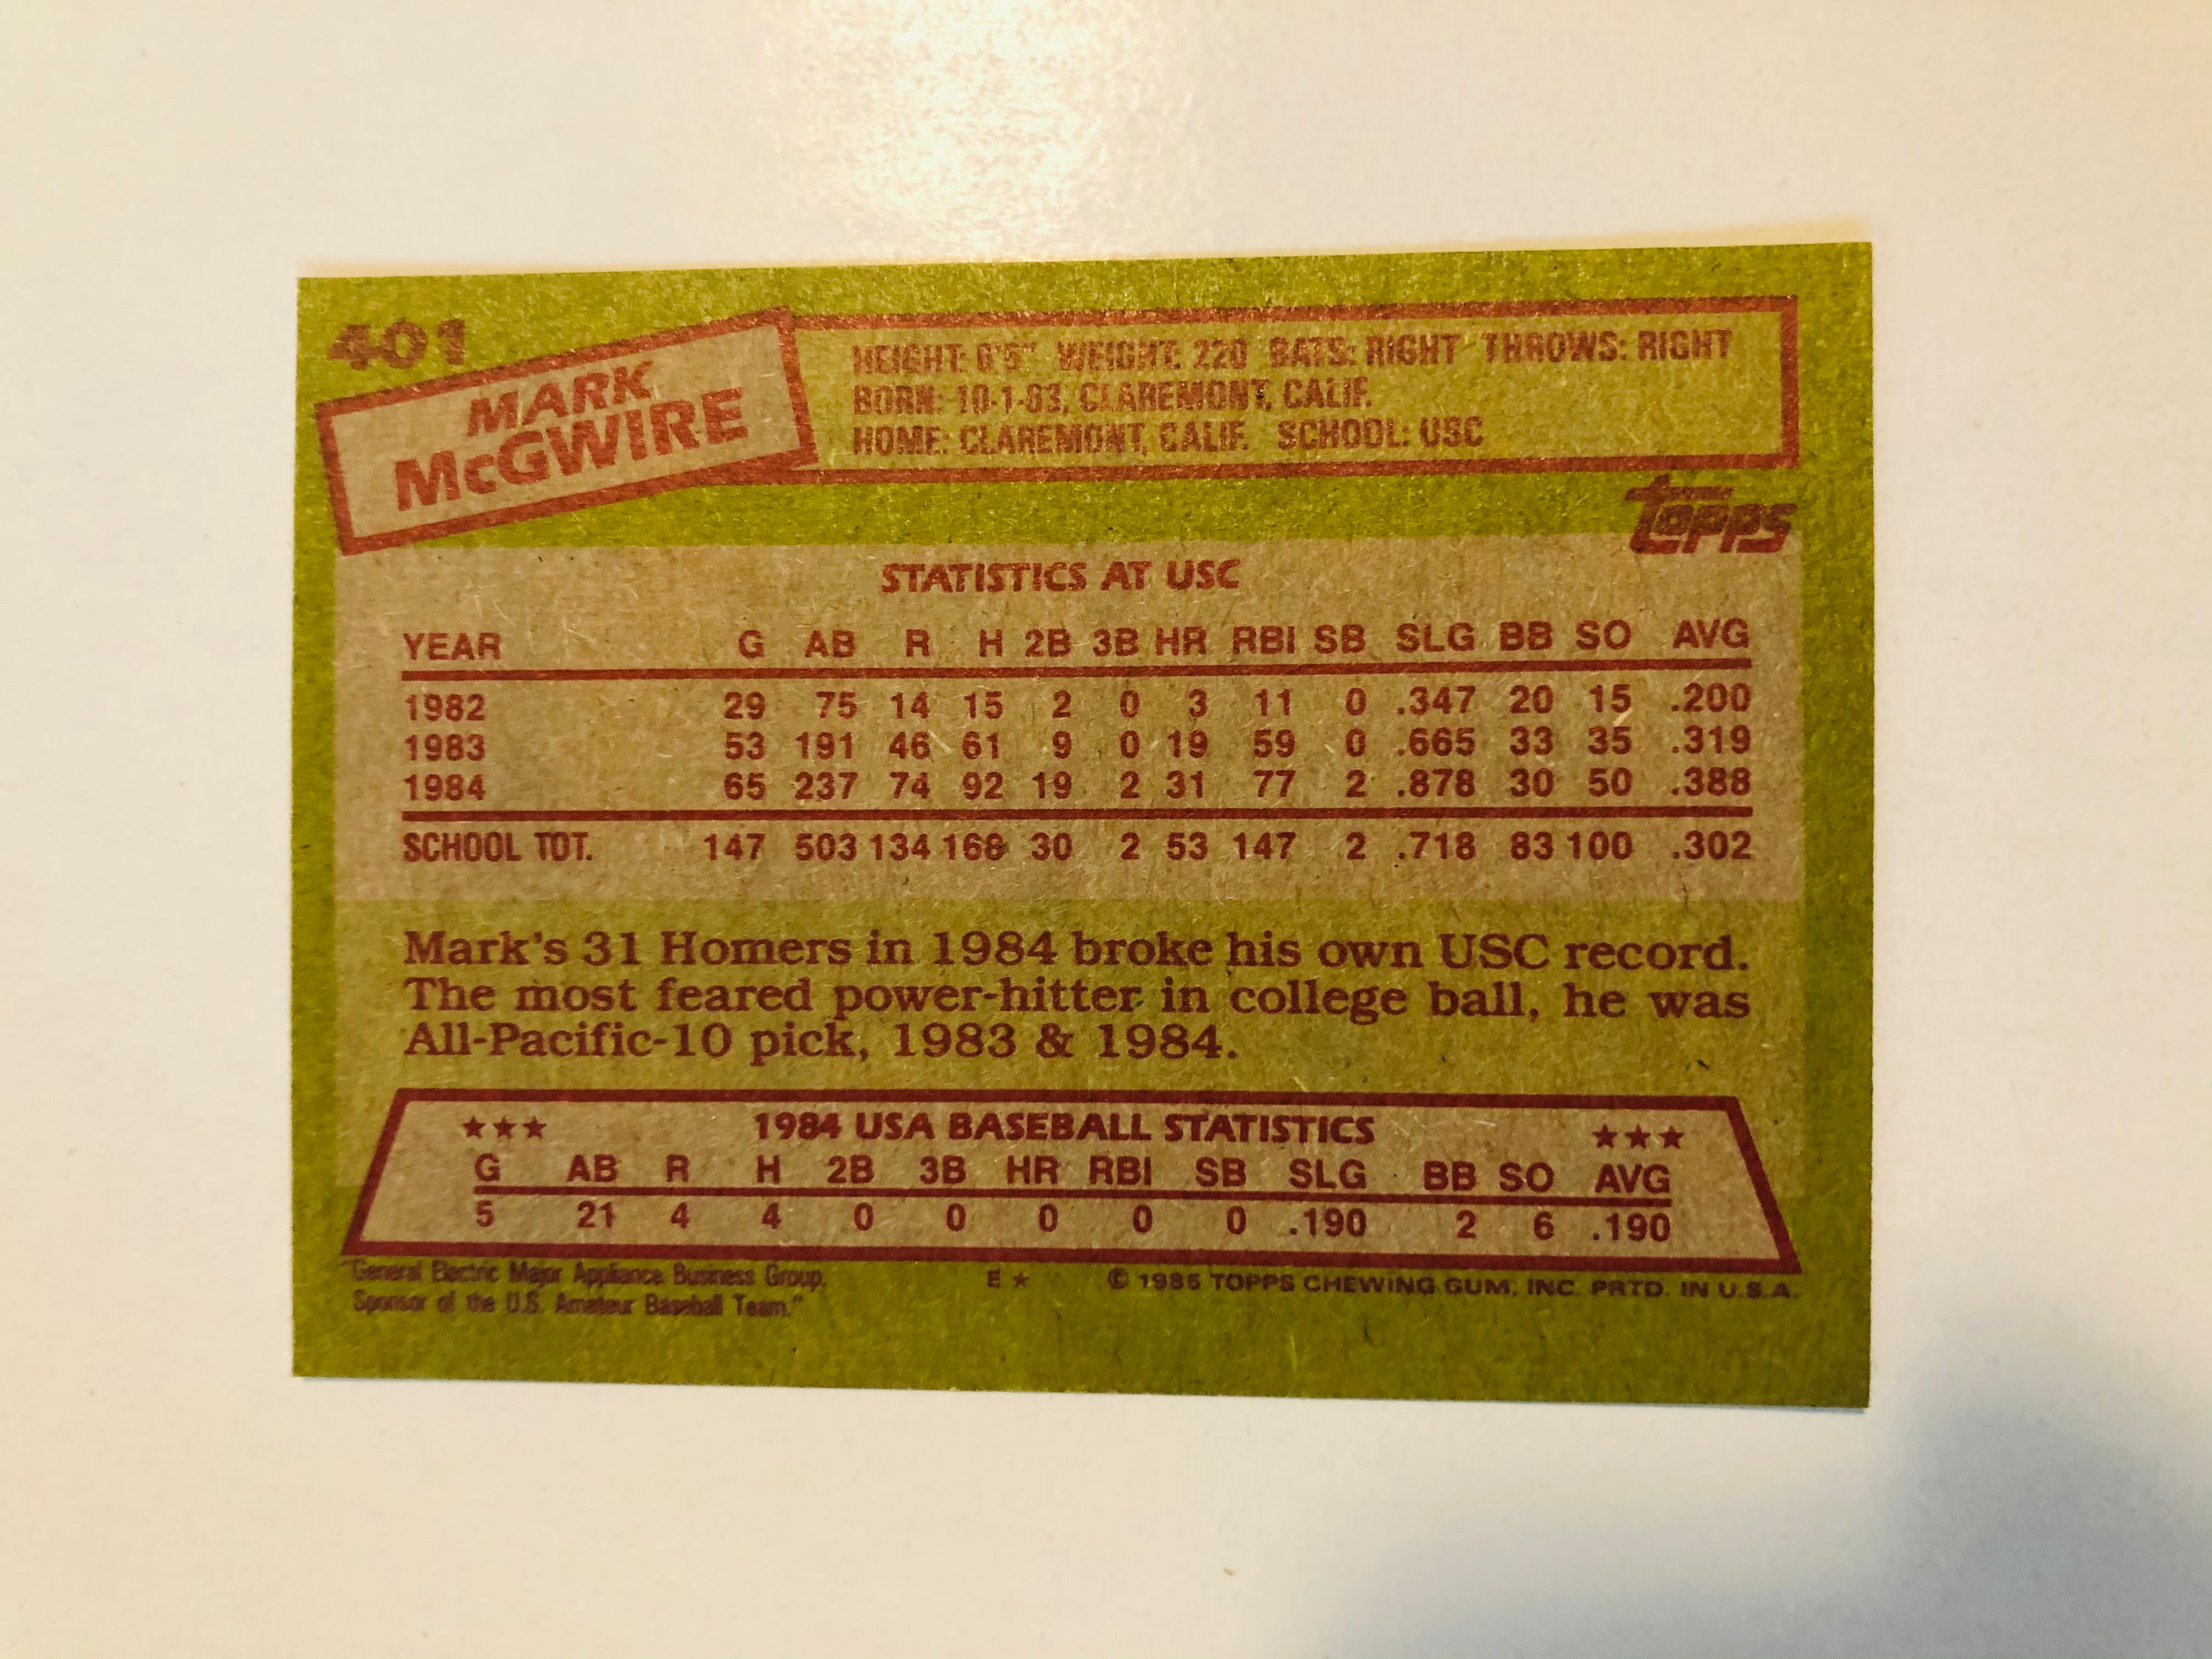 401
MARK
McGWIRE
HEIGHT: 6'5" WEIGHT: 220 BATS: RIGHT THROWS: RIGHT
BORN: 10-1-63, CLAREMONT, CALIF.
HOME: CLAREMONT, CALIF. SCHOOL: USC
topps
STATISTICS AT USC
YEAR G AB R H 2B 3B HR RBI SB SLG BB SO AVG
1982 29 75 14 15 2 0 3 11 0 .347 20 15 .200
1983 53 191 46 61 9 0 19 59 0 .665 33 35 .319
1984 65 237 74 92 19 2 31 77 2 .878 30 50 .388
SCHOOL TOT. 147 503 134 168 30 2 53 147 2 .718 83 100 .302
Mark's 31 Homers in 1984 broke his own USC record.
The most feared power-hitter in college ball, he was
All-Pacific-10 pick, 1983 & 1984.
★★★ 1984 USA BASEBALL STATISTICS ★★★
G AB R H 2B 3B HR RBI SB SLG BB SO AVG
5 21 4 4 0 0 0 0 0 .190 2 6 .190
"General Electric Major Appliance Business Group,
Sponsor of the U.S. Amateur Baseball Team."
E★ © 1985 TOPPS CHEWING GUM, INC. PRTD. IN U.S.A.